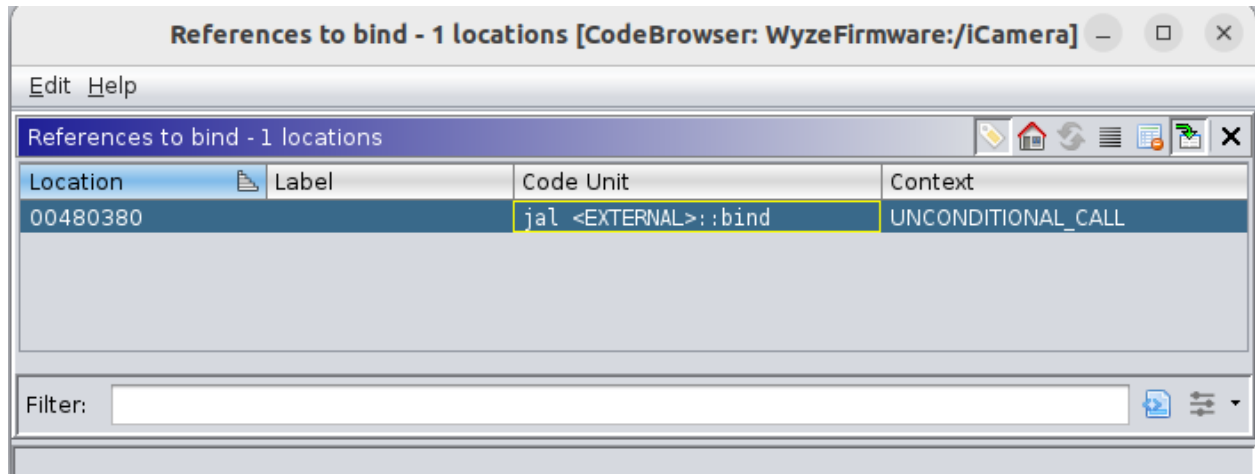 References to bind - 1 locations [CodeBrowser: WyzeFirmware:/iCamera]
Edit Help
References to bind - 1 locations
Location Label Code Unit Context
00480380 jal <EXTERNAL>::bind UNCONDITIONAL_CALL
Filter: